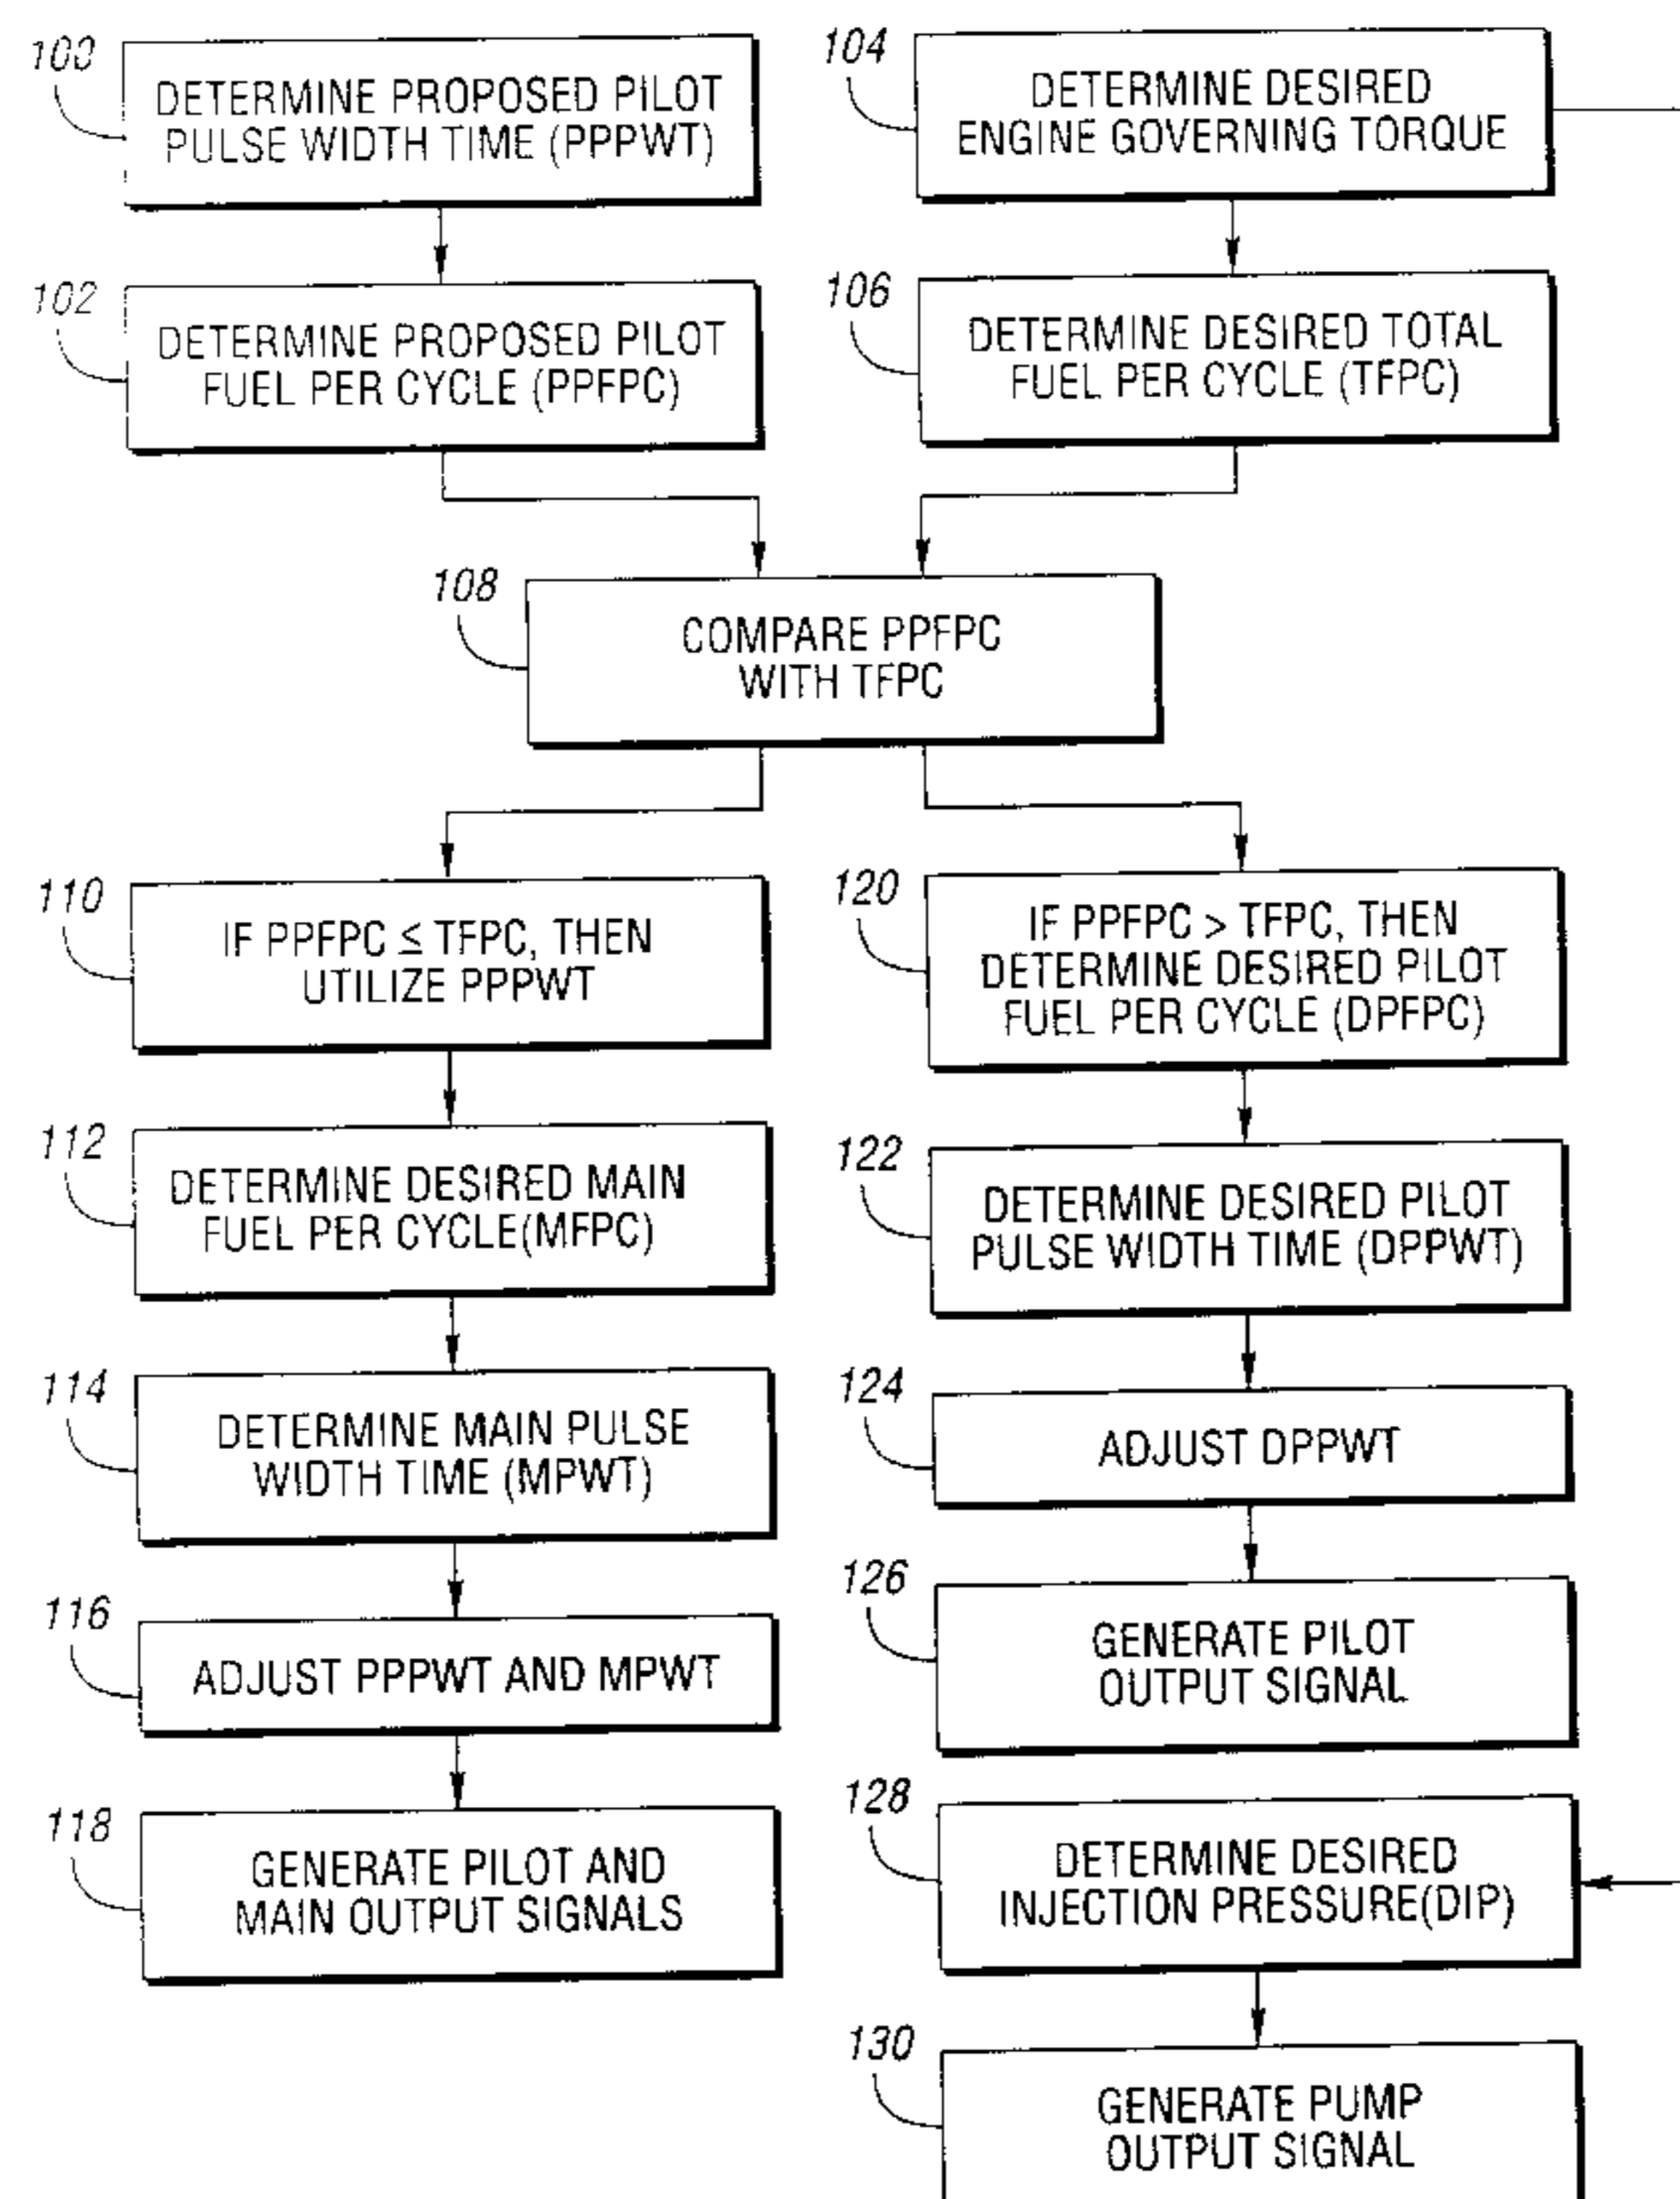 100
DETERMINE PROPOSED PILOT
PULSE WIDTH TIME (PPPWT)
104
DETERMINE DESIRED
ENGINE GOVERNING TORQUE
102
DETERMINE PROPOSED PILOT
FUEL PER CYCLE (PPFPC)
106
DETERMINE DESIRED TOTAL
FUEL PER CYCLE (TFPC)
108
COMPARE PPFPC
WITH TFPC
110
IF PPFPC ≤ TFPC, THEN
UTILIZE PPPWT
120
IF PPFPC > TFPC, THEN
DETERMINE DESIRED PILOT
FUEL PER CYCLE (DPFPC)
112
DETERMINE DESIRED MAIN
FUEL PER CYCLE(MFPC)
122
DETERMINE DESIRED PILOT
PULSE WIDTH TIME (DPPWT)
114
DETERMINE MAIN PULSE
WIDTH TIME (MPWT)
124
ADJUST DPPWT
116
ADJUST PPPWT AND MPWT
126
GENERATE PILOT
OUTPUT SIGNAL
118
GENERATE PILOT AND
MAIN OUTPUT SIGNALS
128
DETERMINE DESIRED
INJECTION PRESSURE(DIP)
130
GENERATE PUMP
OUTPUT SIGNAL